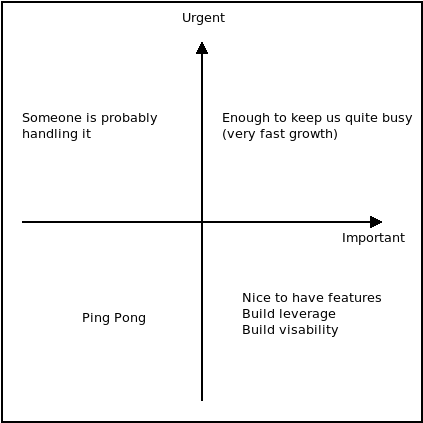 Urgent
Someone is probably
handling it
Enough to keep us quite busy
(very fast growth)
Important
Ping Pong
Nice to have features
Build leverage
Build visability